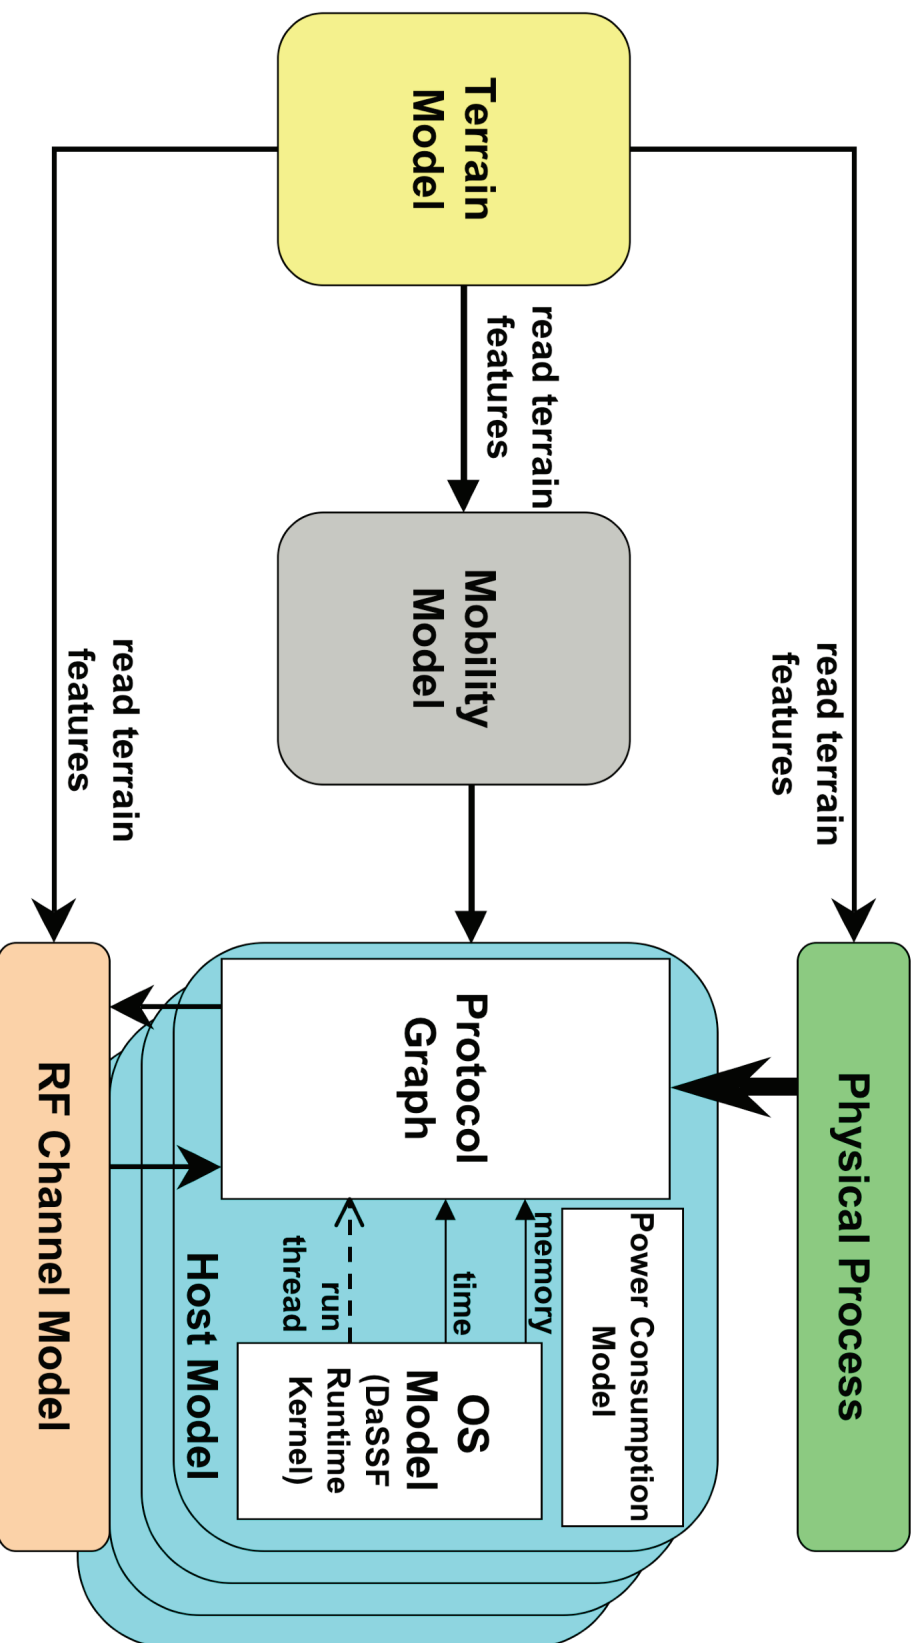 Physical Process
read terrain
features
Terrain
Model
read terrain
features
Mobility
Model
Protocol
Graph
Power Consumption
Model
memory
time
run
thread
OS
Model
(DaSSF
Runtime
Kernel)
Host Model
read terrain
features
RF Channel Model